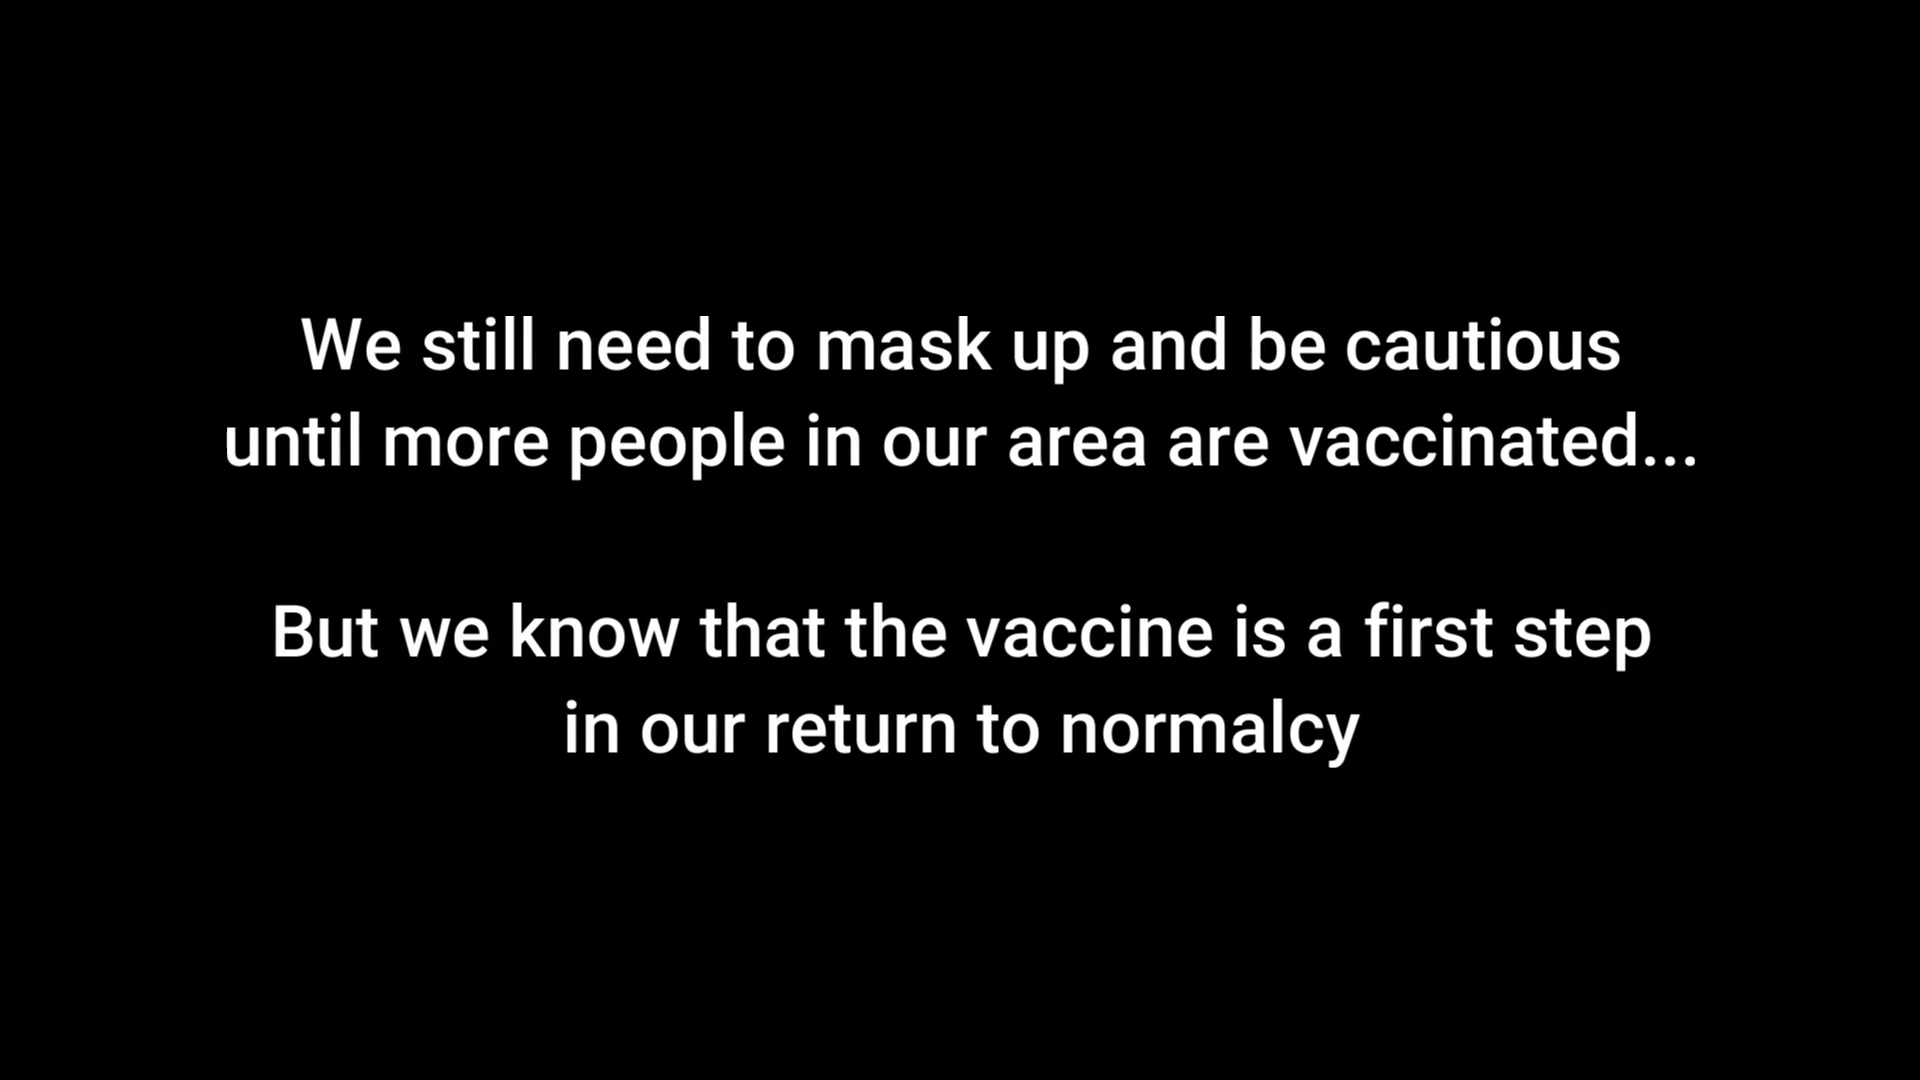 We still need to mask up and be cautious
until more people in our area are vaccinated...
But we know that the vaccine is a first step
in our return to normalcy